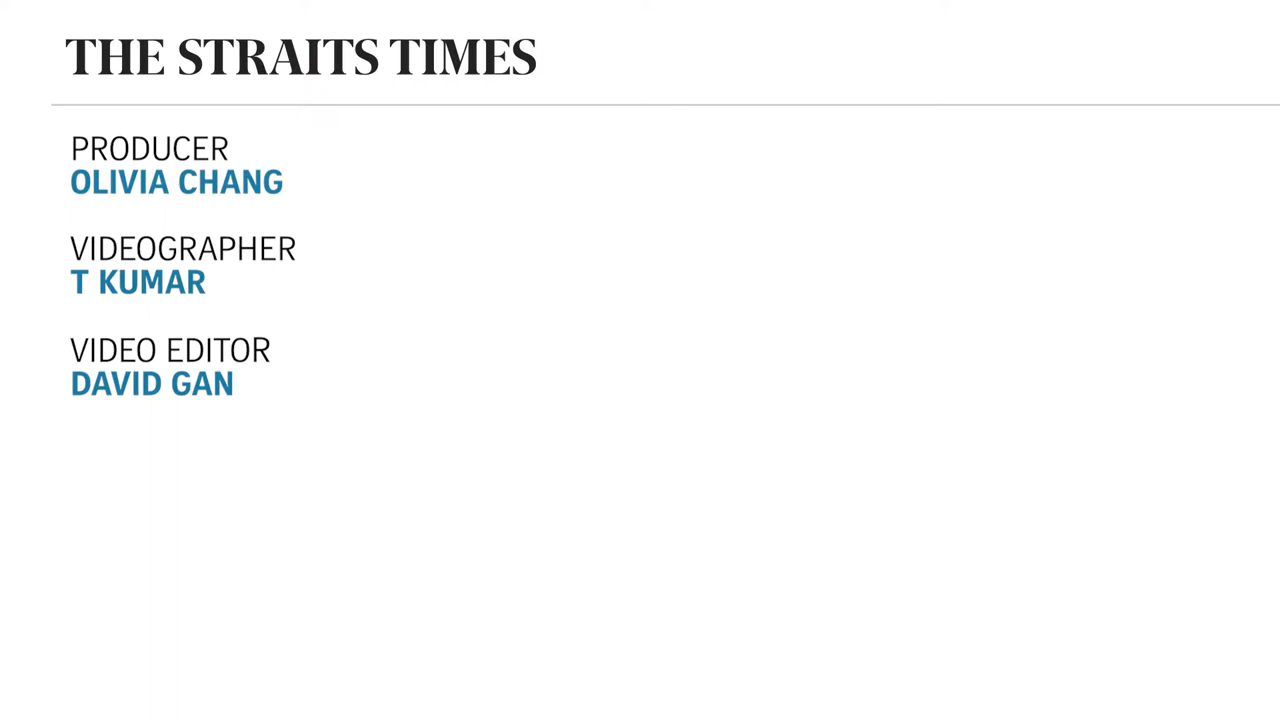 THE STRAITS TIMES
PRODUCER
OLIVIA CHANG
VIDEOGRAPHER
T KUMAR
VIDEO EDITOR
DAVID GAN